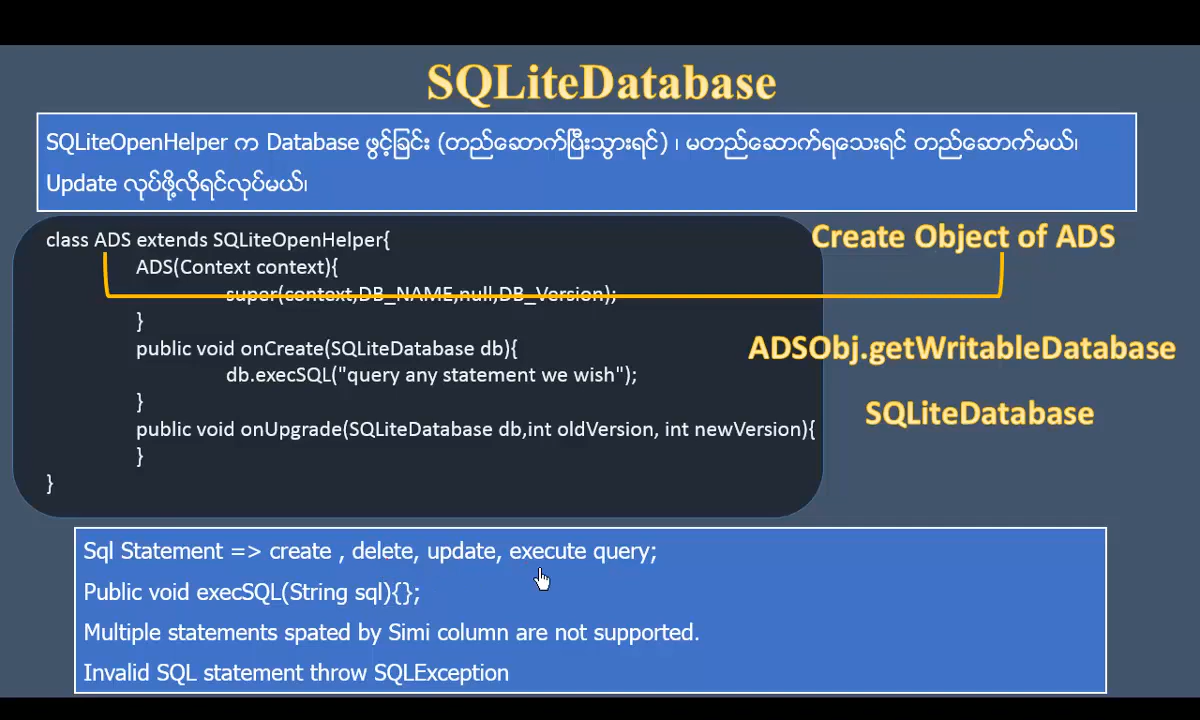 SQLiteDatabase
SQLiteOpenHelper က Database ဖွင့်ခြင်း (တည်ဆောက်ပြီးသွားရင်) ၊ မတည်ဆောက်ရသေးရင် တည်ဆောက်မယ်၊
Update လုပ်ဖို့လိုရင်လုပ်မယ်၊
class ADS extends SQLiteOpenHelper{
ADS(Context context){
super(context,DB_NAME,null,DB_Version);
}
public void onCreate(SQLiteDatabase db){
db.execSQL("query any statement we wish");
}
public void onUpgrade(SQLiteDatabase db,int oldVersion, int newVersion){
}
}
Create Object of ADS
ADSObj.getWritableDatabase
SQLiteDatabase
Sql Statement => create , delete, update, execute query;
Public void execSQL(String sql){};
Multiple statements spated by Simi column are not supported.
Invalid SQL statement throw SQLException